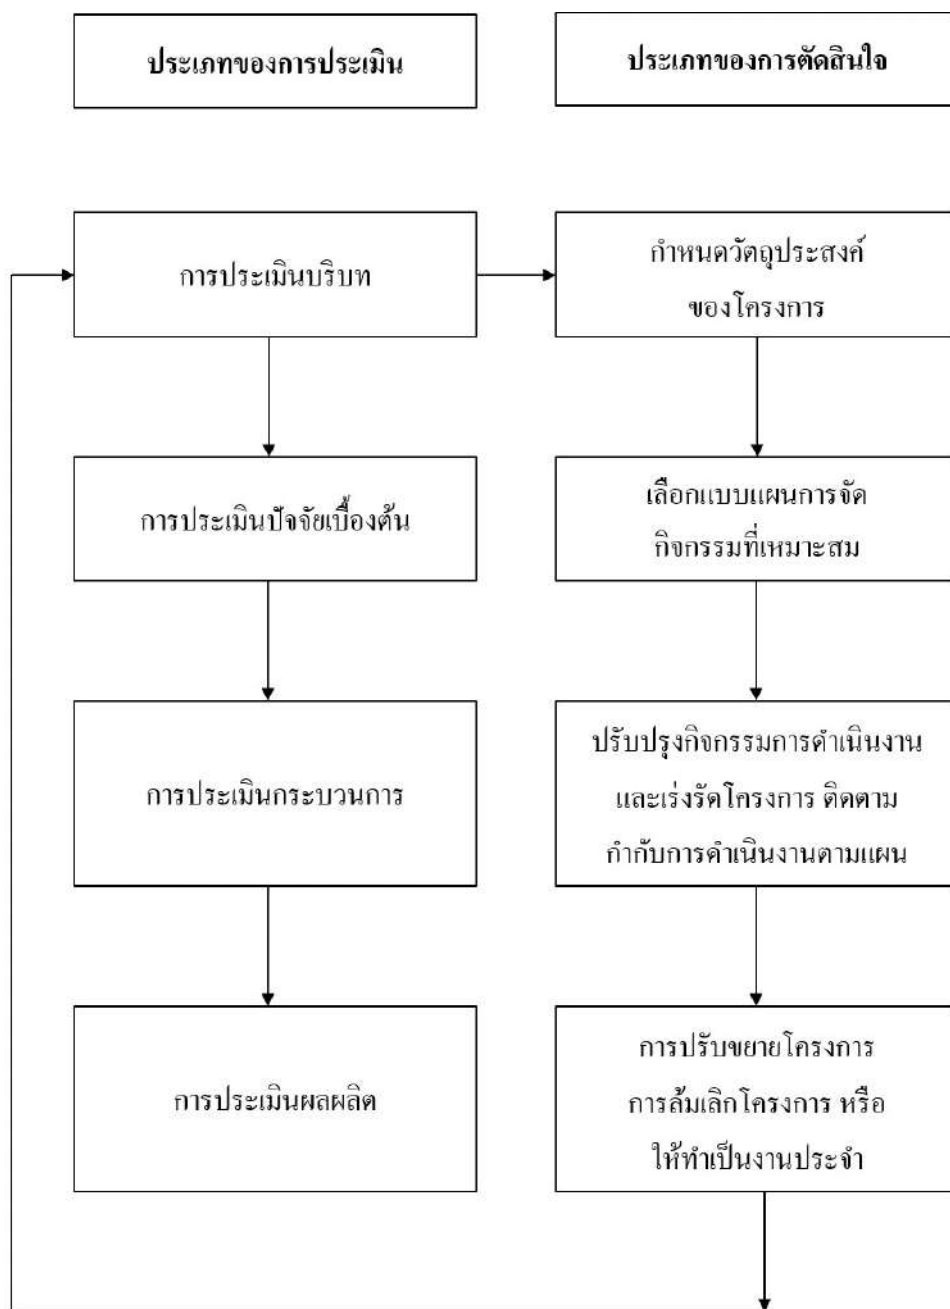 ประเภทของการประเมิน
ประเภทของการตัดสินใจ
การประเมินบริบท
กำหนดวัตถุประสงค์
ของโครงการ
การประเมินปัจจัยเบื้องต้น
เลือกแบบแผนการจัด
กิจกรรมที่เหมาะสม
การประเมินกระบวนการ
ปรับปรุงกิจกรรมการดำเนินงาน
และเร่งรัดโครงการ ติดตาม
กำกับการดำเนินงานตามแผน
การประเมินผลผลิต
การปรับขยายโครงการ
การล้มเลิกโครงการ หรือ
ให้ทำเป็นงานประจำ